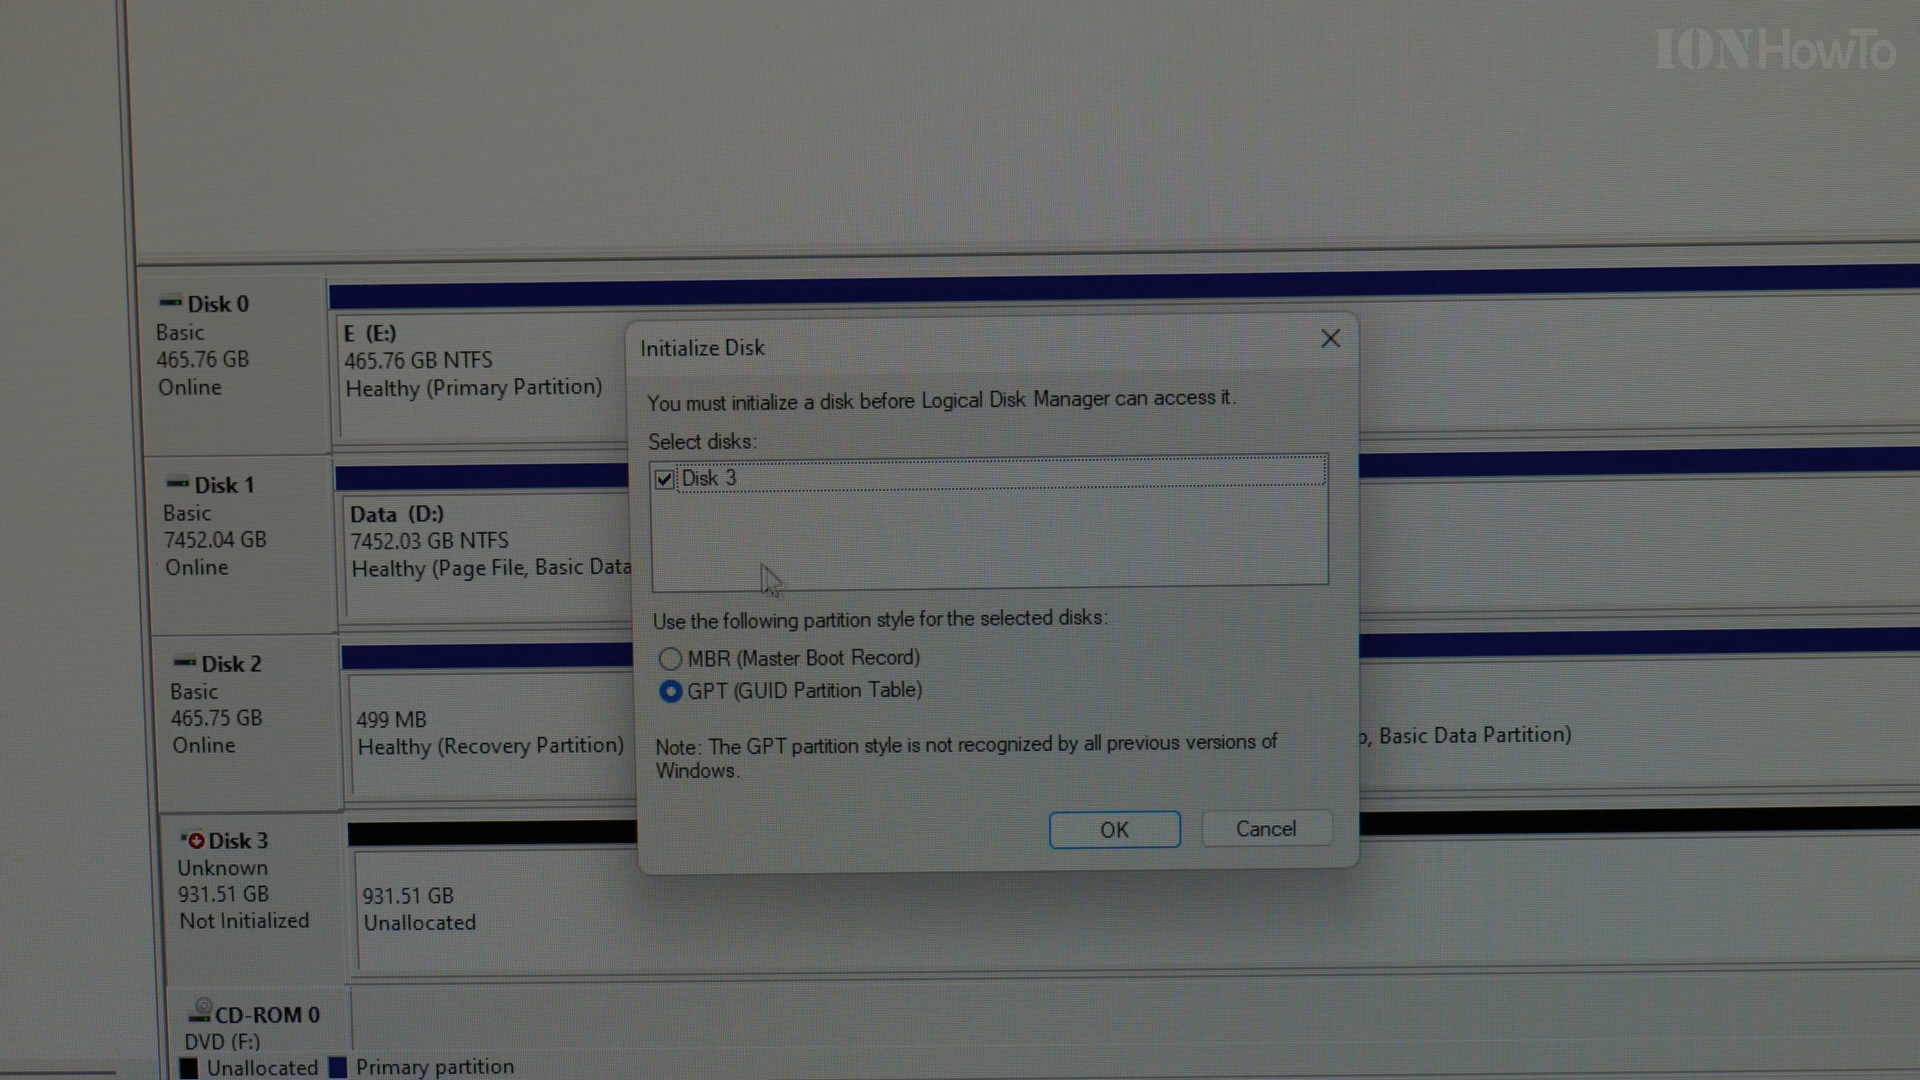 IONHowTo
Disk 0
Basic
465.76 GB
Online
E (E:)
465.76 GB NTFS
Healthy (Primary Partition)
Disk 1
Basic
7452.04 GB
Online
Data (D:)
7452.03 GB NTFS
Healthy (Page File, Basic Data
Disk 2
Basic
465.75 GB
Online
499 MB
Healthy (Recovery Partition)
, Basic Data Partition)
Disk 3
Unknown
931.51 GB
Not Initialized
931.51 GB
Unallocated
CD-ROM 0
DVD (F:)
Unallocated Primary partition
Initialize Disk
You must initialize a disk before Logical Disk Manager can access it.
Select disks:
Disk 3
Use the following partition style for the selected disks:
MBR (Master Boot Record)
GPT (GUID Partition Table)
Note: The GPT partition style is not recognized by all previous versions of
Windows.
OK Cancel